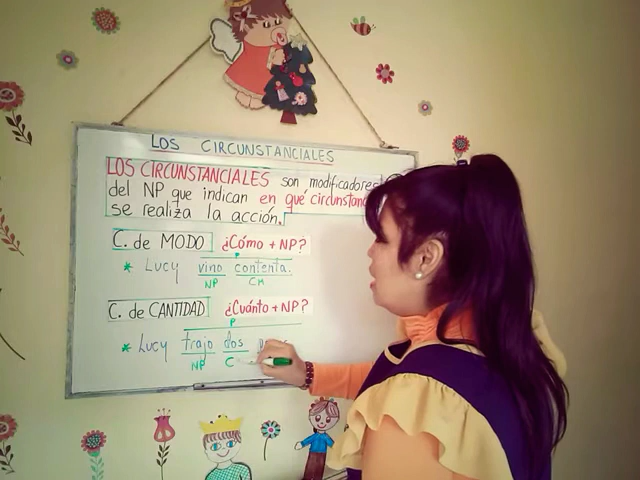 LOS CIRCUNSTANCIALES
LOS CIRCUNSTANCIALES son modificadores
del NP que indican en qué
se realiza la acción.
C. de MODO ¿Cómo + NP?
P
* Lucy vino contenta.
NP CM
C. de CANTIDAD ¿Cuánto + NP?
P
* Lucy trajo dos
NP C